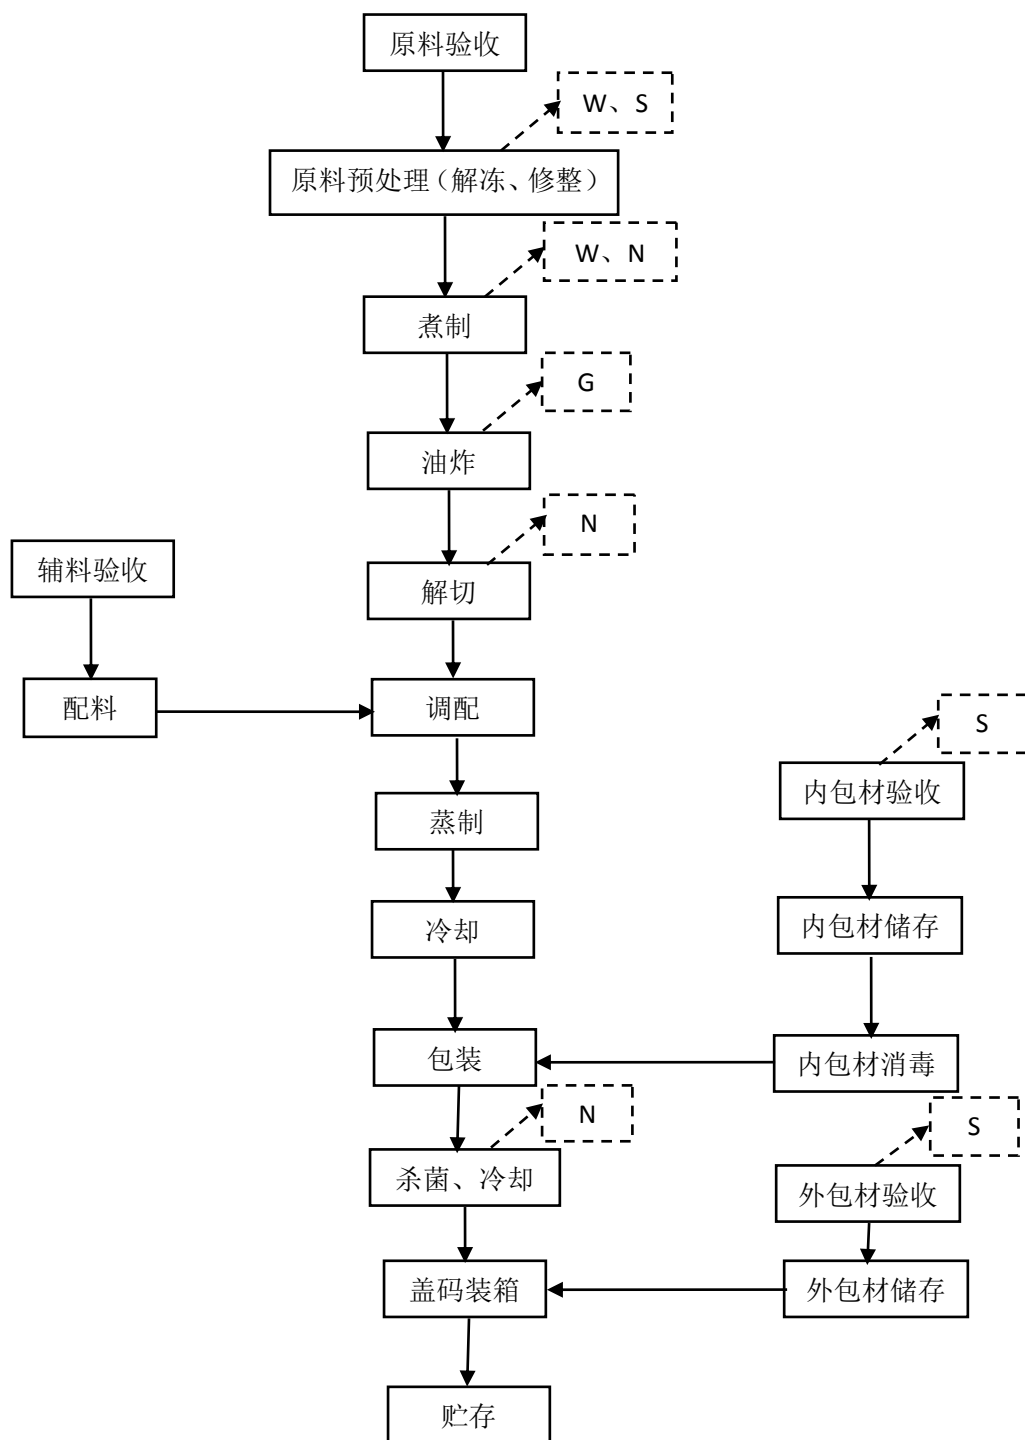 原料验收
W、S
原料预处理（解冻、修整）
W、N
煮制
G
油炸
N
辅料验收
解切
配料
调配
S
内包材验收
蒸制
冷却
内包材储存
包装
内包材消毒
N
S
杀菌、冷却
外包材验收
盖码装箱
外包材储存
贮存